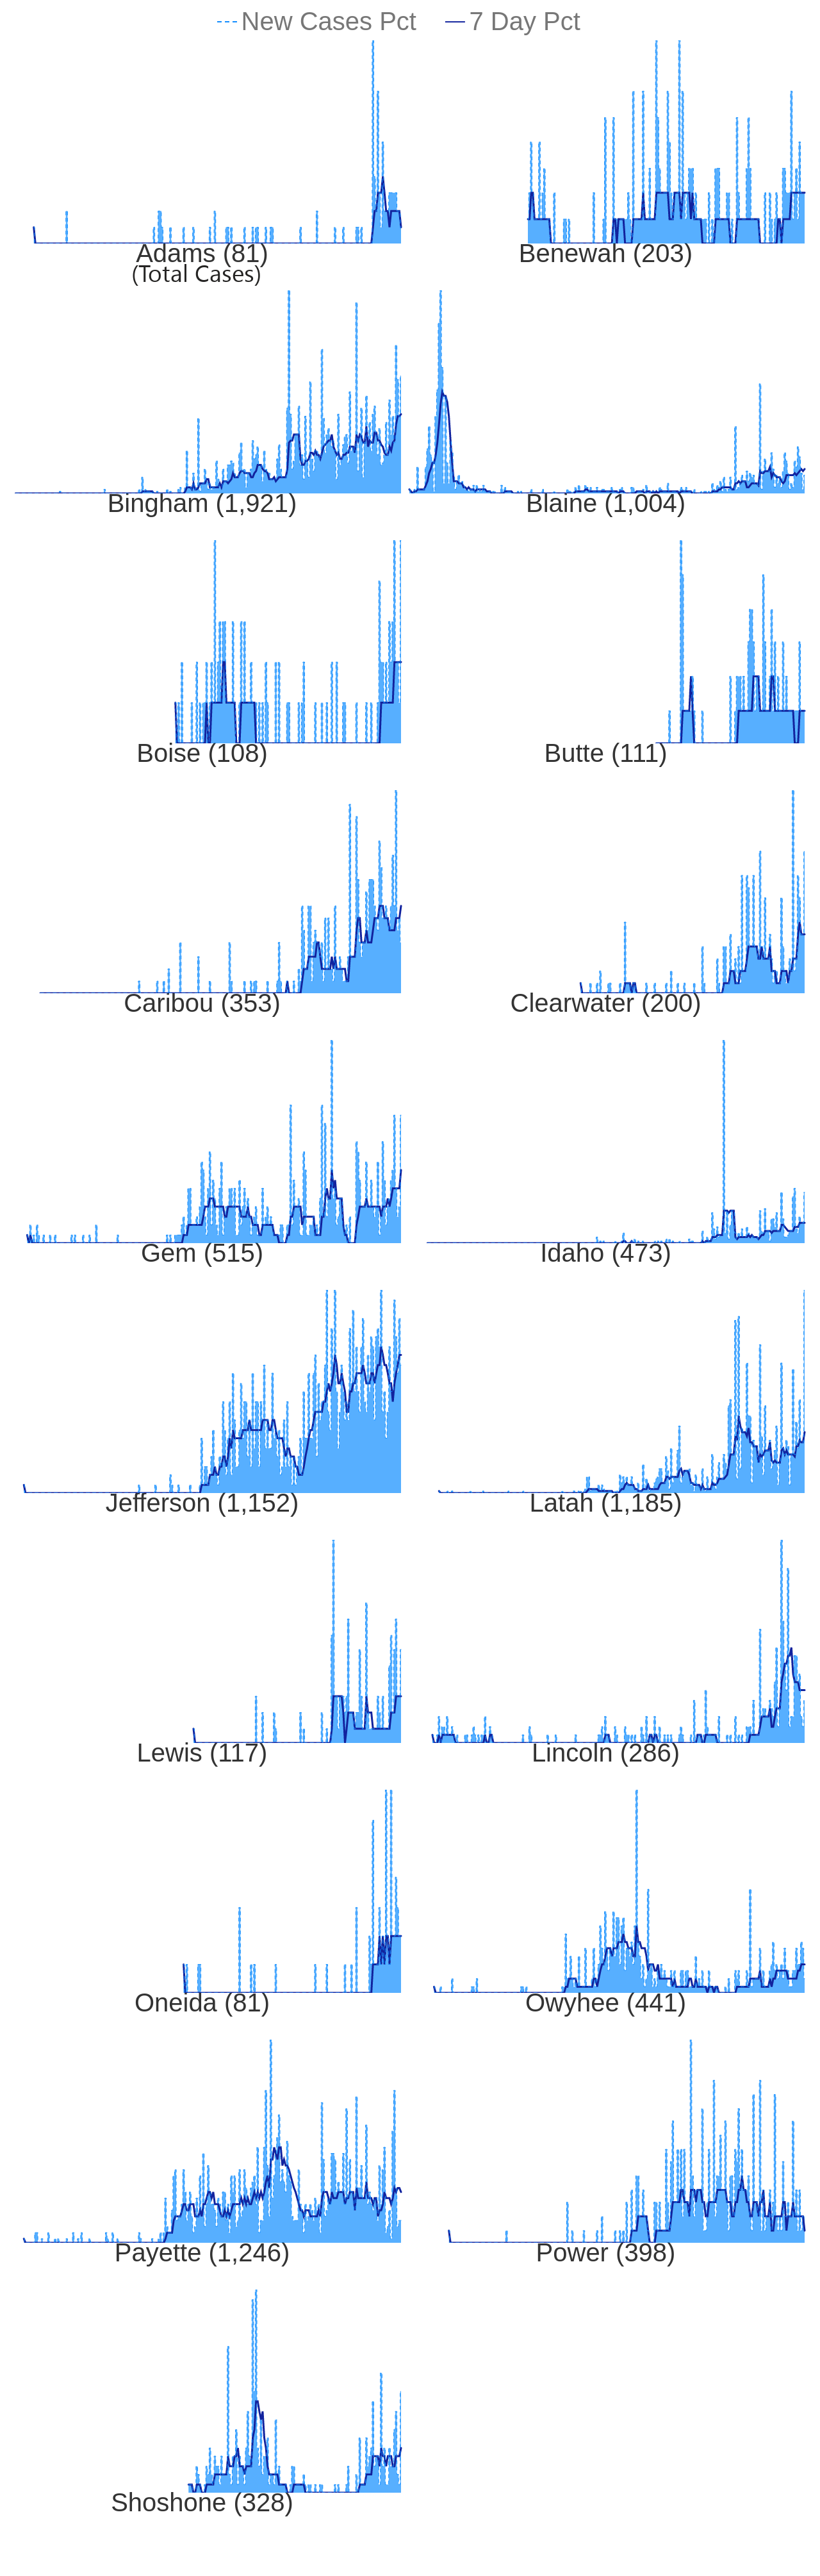 New Cases Pct 7 Day Pct
Adams (81) Benewah (203)
(Total Cases)
Bingham (1,921) Blaine (1,004)
Boise (108) Butte (111)
Caribou (353) Clearwater (200)
Gem (515) Idaho (473)
Jefferson (1,152) Latah (1,185)
Lewis (117) Lincoln (286)
Oneida (81) Owyhee (441)
Payette (1,246) Power (398)
Shoshone (328)